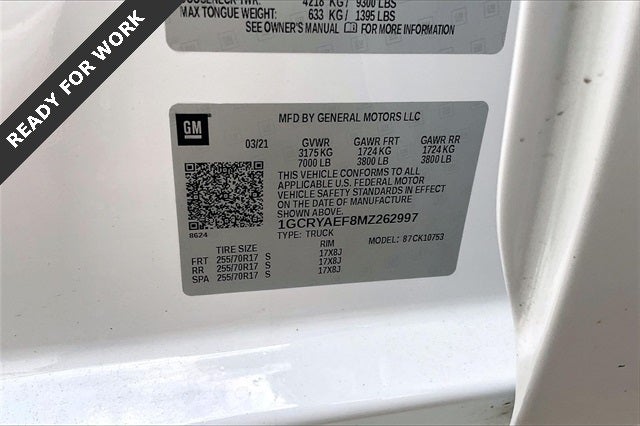 READY FOR WORK
4218 KG / 9300 LBS
MAX TONGUE WEIGHT: 633 KG / 1395 LBS
SEE OWNER'S MANUAL FOR MORE INFORMATION
GM
MFD BY GENERAL MOTORS LLC
03/21 GVWR GAWR FRT GAWR RR
3175 KG 1724 KG 1724 KG
7000 LB 3800 LB 3800 LB
THIS VEHICLE CONFORMS TO ALL
APPLICABLE U.S. FEDERAL MOTOR
VEHICLE SAFETY STANDARDS IN EFFECT
ON THE DATE OF MANUFACTURE
SHOWN ABOVE.
1GCRYAEF8MZ262997
8624
TYPE: TRUCK MODEL: 87CK10753
TIRE SIZE RIM
FRT 255/70R17 S 17X8J
RR 255/70R17 S 17X8J
SPA 255/70R17 S 17X8J